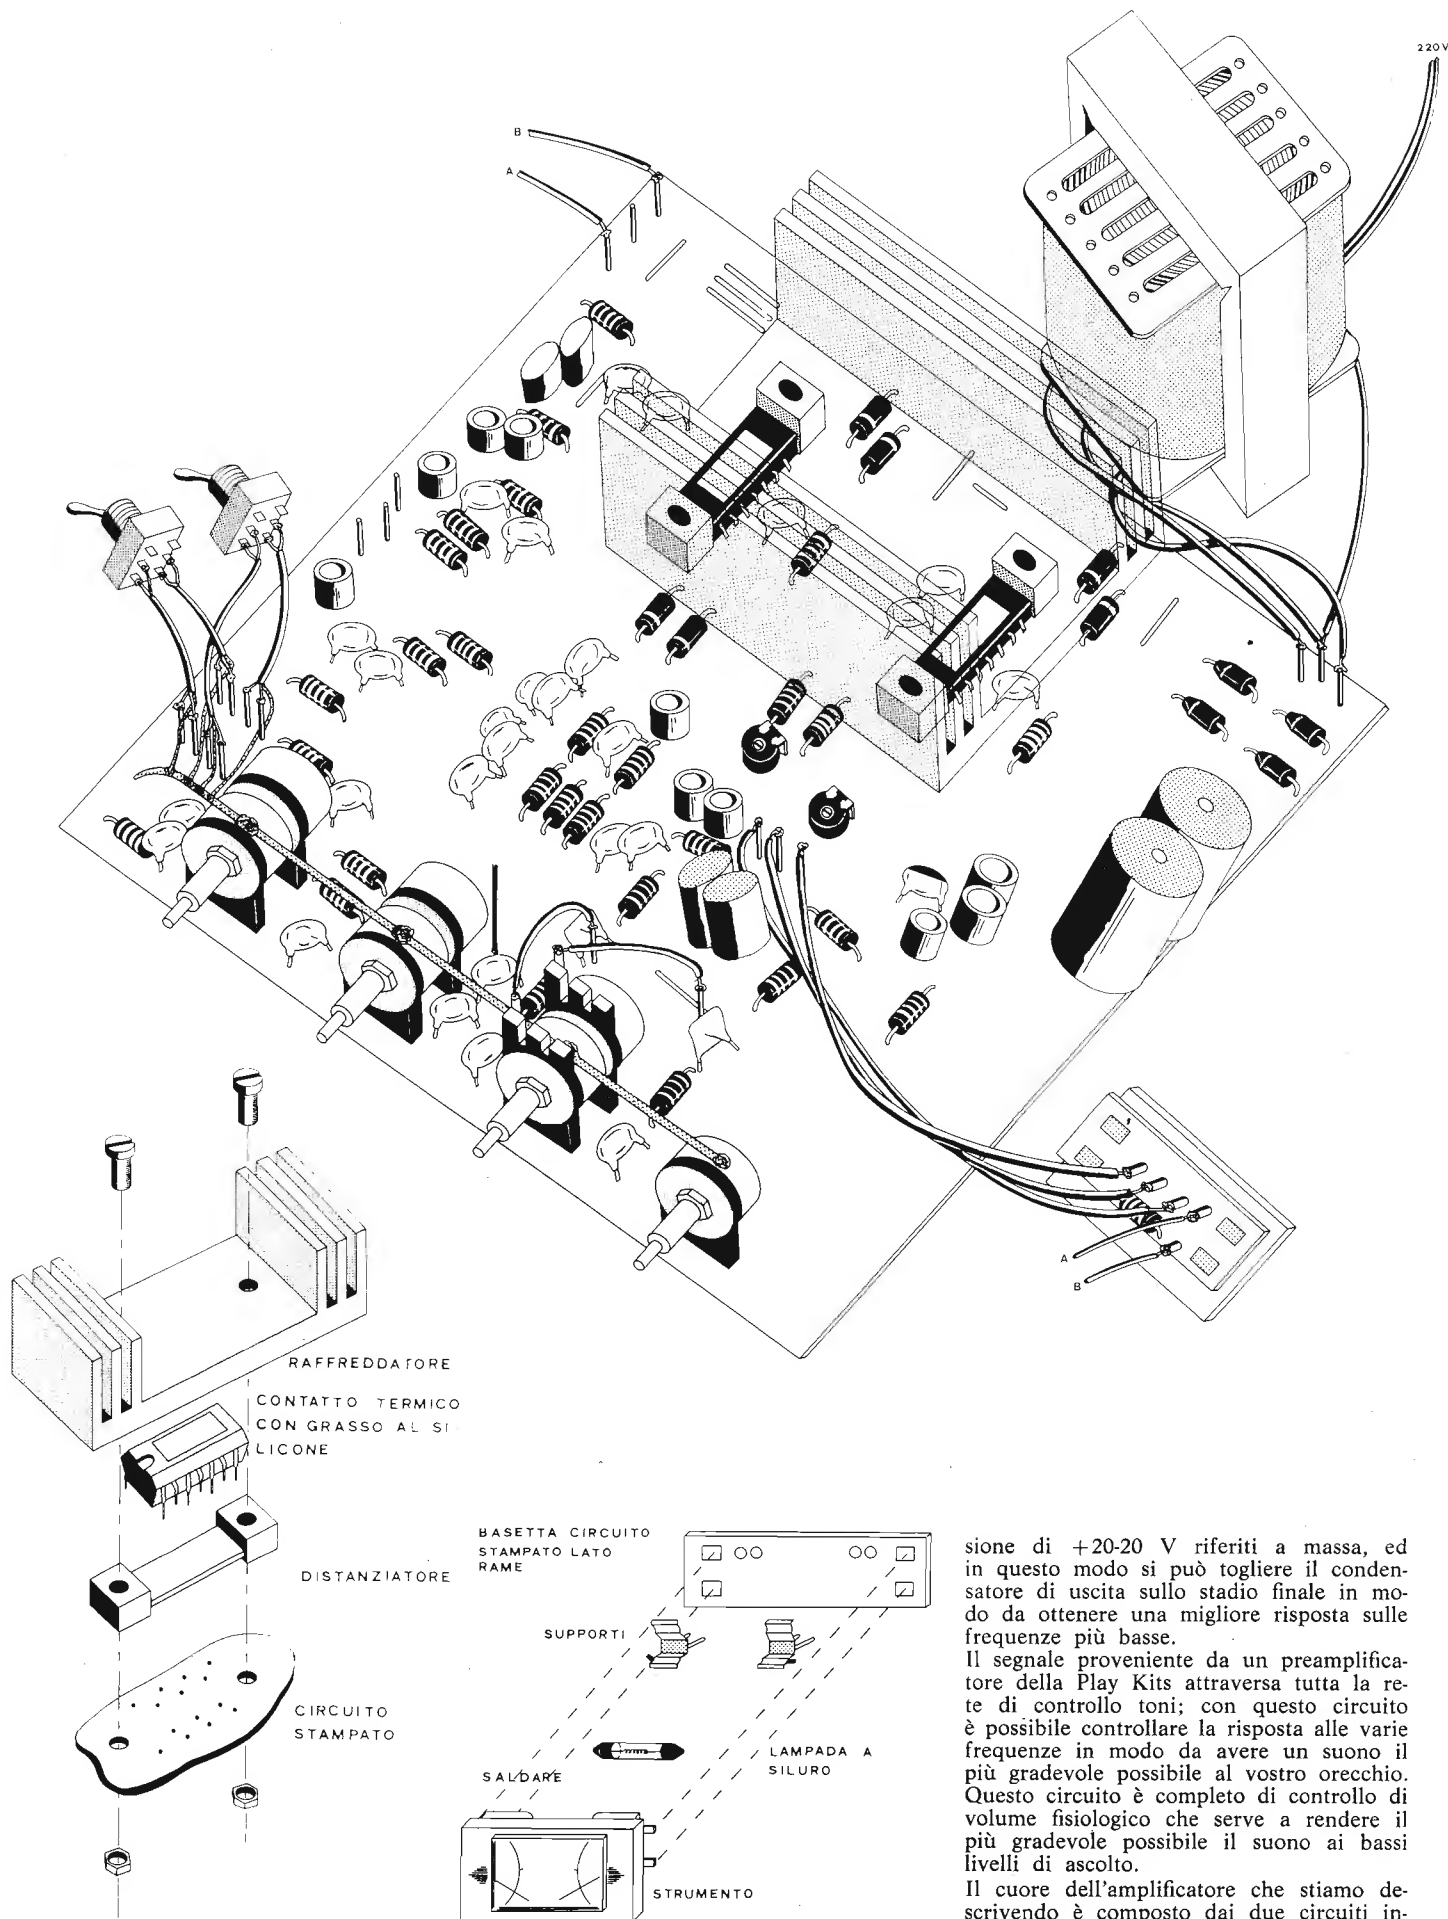 220V
B
A
A
B
RAFFREDDATORE
CONTATTO TERMICO
CON GRASSO AL SI-
LICONE
DISTANZIATORE
CIRCUITO
STAMPATO
BASETTA CIRCUITO
STAMPATO LATO
RAME
SUPPORTI
LAMPADA A
SILURO
SALDARE
STRUMENTO
sione di +20-20 V riferiti a massa, ed
in questo modo si può togliere il conden-
satore di uscita sullo stadio finale in mo-
do da ottenere una migliore risposta sulle
frequenze più basse.
Il segnale proveniente da un preamplifica-
tore della Play Kits attraversa tutta la re-
te di controllo toni; con questo circuito
è possibile controllare la risposta alle varie
frequenze in modo da avere un suono il
più gradevole possibile al vostro orecchio.
Questo circuito è completo di controllo di
volume fisiologico che serve a rendere il
più gradevole possibile il suono ai bassi
livelli di ascolto.
Il cuore dell'amplificatore che stiamo de-
scrivendo è composto dai due circuiti in-